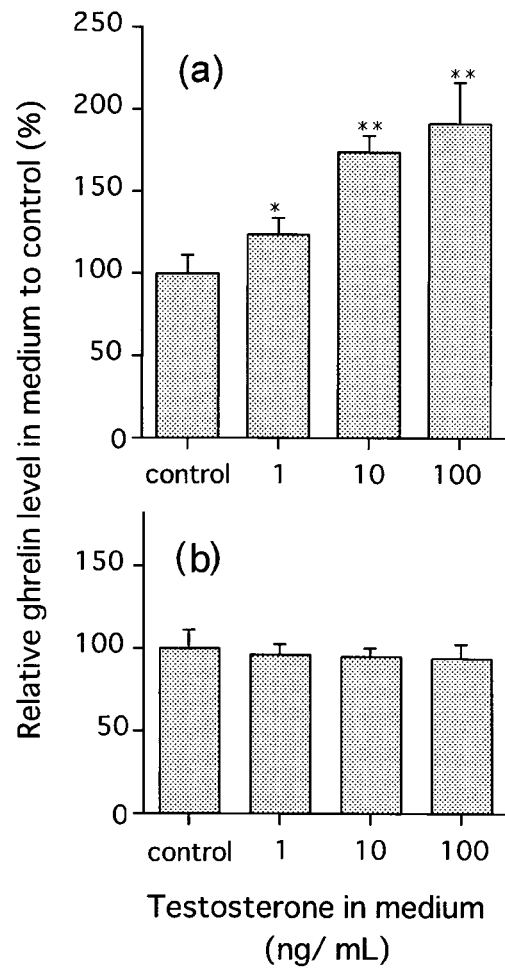 Relative ghrelin level in medium to control (%)
250
200
150
100
50
0
(a)
*
**
**
control 1 10 100
150
100
50
0
(b)
control 1 10 100
Testosterone in medium
(ng/ mL)